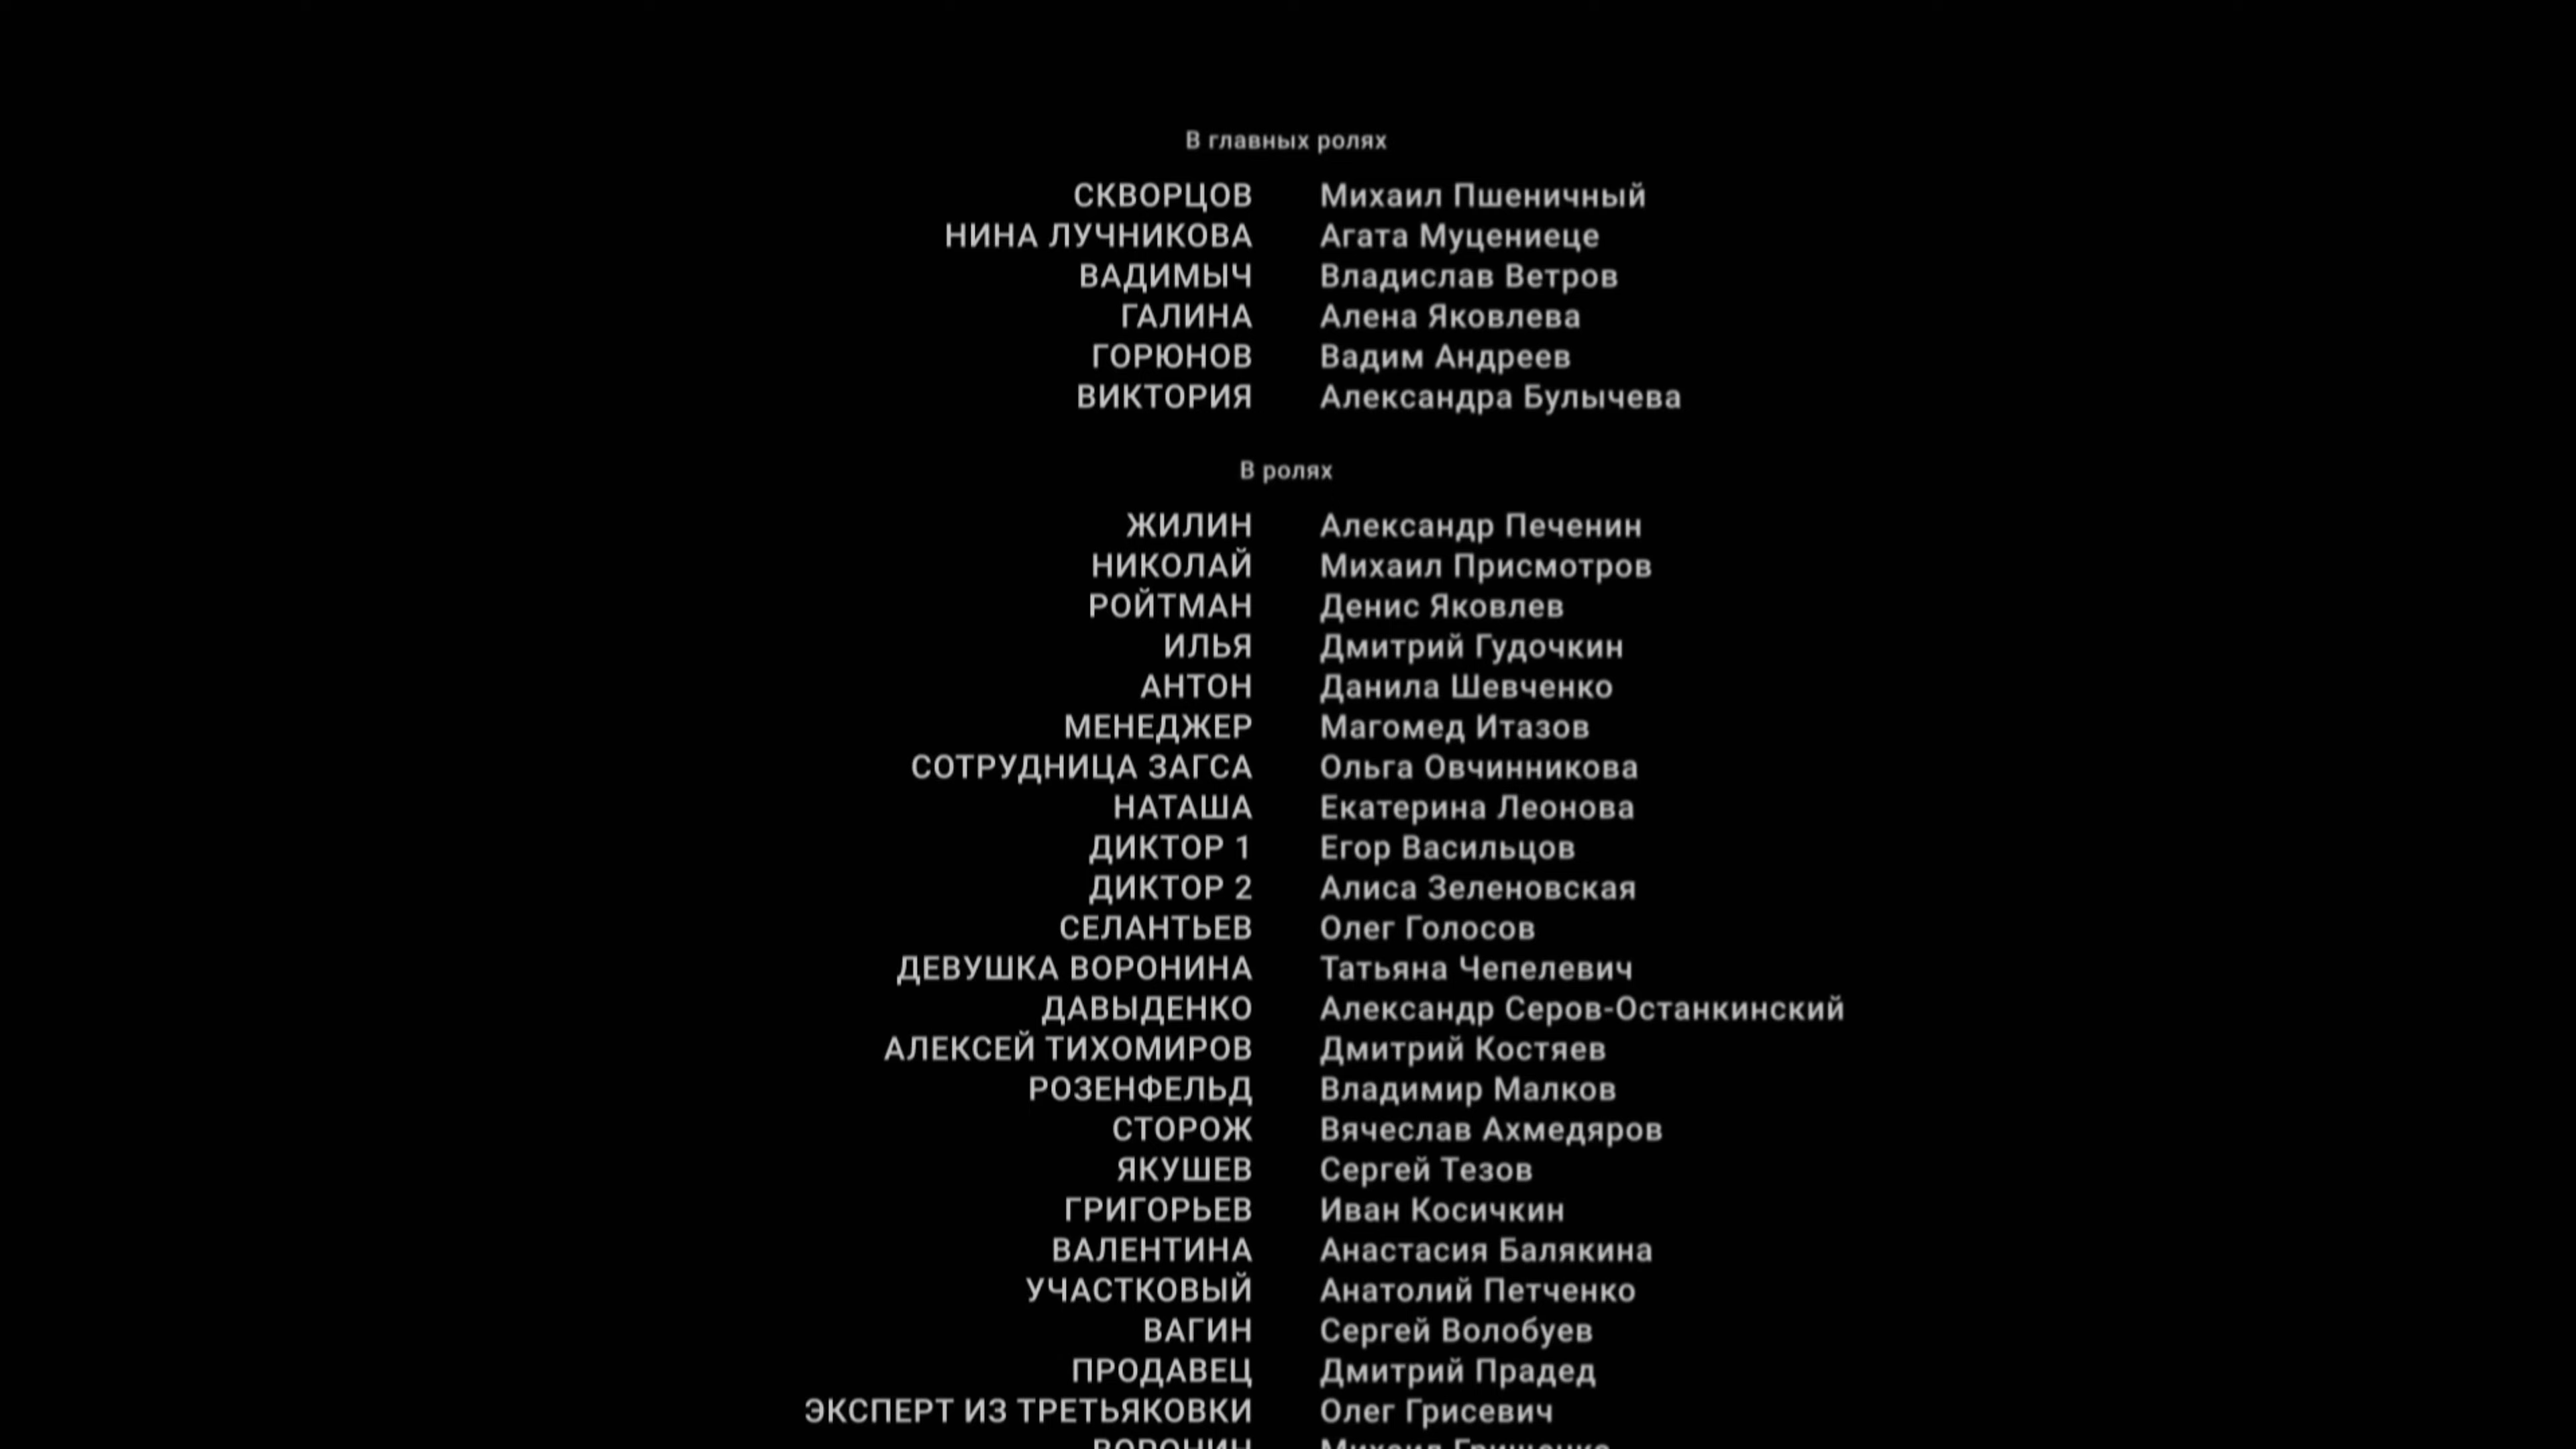 В главных ролях
СКВОРЦОВ Михаил Пшеничный
НИНА ЛУЧНИКОВА Агата Муцениеце
ВАДИМЫЧ Владислав Ветров
ГАЛИНА Алена Яковлева
ГОРЮНОВ Вадим Андреев
ВИКТОРИЯ Александра Булычева
В ролях
ЖИЛИН Александр Печенин
НИКОЛАЙ Михаил Присмотров
РОЙТМАН Денис Яковлев
ИЛЬЯ Дмитрий Гудочкин
АНТОН Данила Шевченко
МЕНЕДЖЕР Магомед Итазов
СОТРУДНИЦА ЗАГСА Ольга Овчинникова
НАТАША Екатерина Леонова
ДИКТОР 1 Егор Васильцов
ДИКТОР 2 Алиса Зеленовская
СЕЛАНТЬЕВ Олег Голосов
ДЕВУШКА ВОРОНИНА Татьяна Чепелевич
ДАВЫДЕНКО Александр Серов-Останкинский
АЛЕКСЕЙ ТИХОМИРОВ Дмитрий Костяев
РОЗЕНФЕЛЬД Владимир Малков
СТОРОЖ Вячеслав Ахмедяров
ЯКУШЕВ Сергей Тезов
ГРИГОРЬЕВ Иван Косичкин
ВАЛЕНТИНА Анастасия Балякина
УЧАСТКОВЫЙ Анатолий Петченко
ВАГИН Сергей Волобуев
ПРОДАВЕЦ Дмитрий Прадед
ЭКСПЕРТ ИЗ ТРЕТЬЯКОВКИ Олег Грисевич
ВОРОНИН Михаил